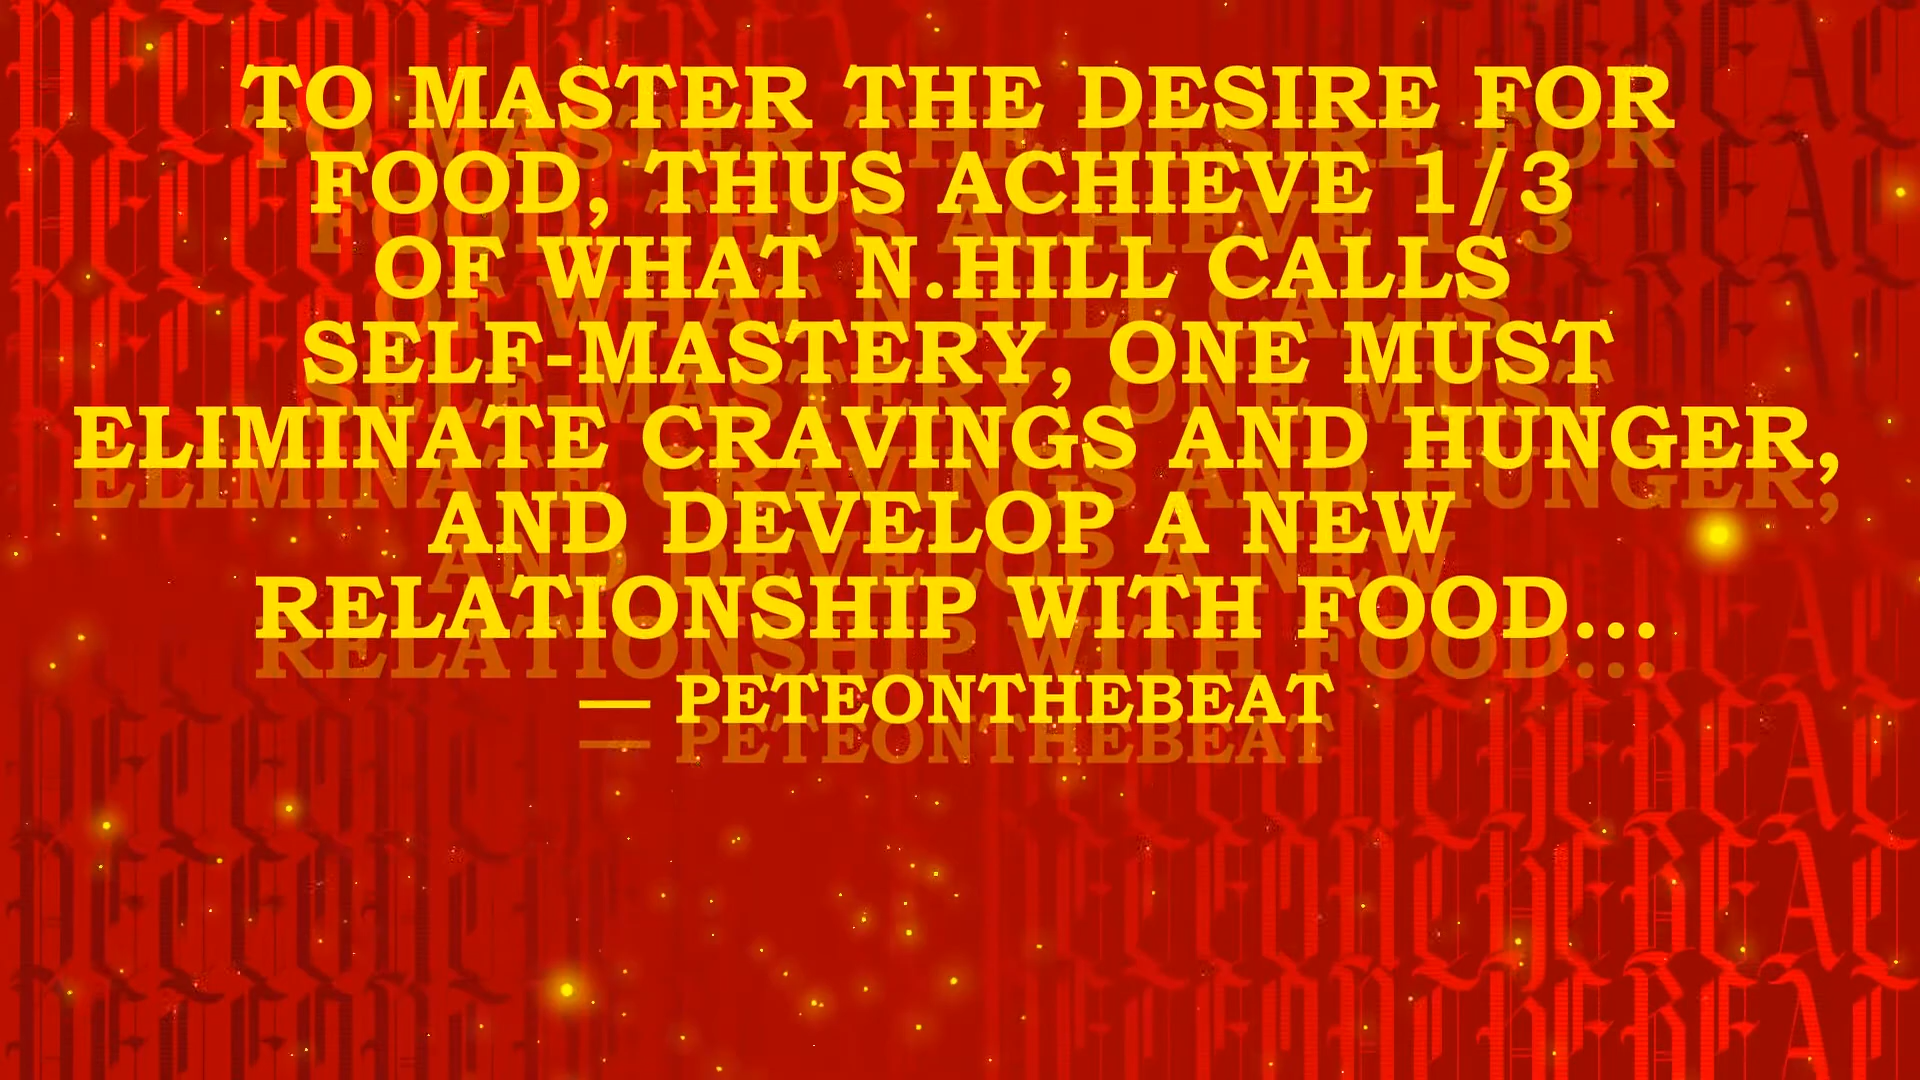 TO MASTER THE DESIRE FOR
FOOD, THUS ACHIEVE 1/3
OF WHAT N.HILL CALLS
SELF-MASTERY, ONE MUST
ELIMINATE CRAVINGS AND HUNGER,
AND DEVELOP A NEW
RELATIONSHIP WITH FOOD...
— PETEONTHEBEAT